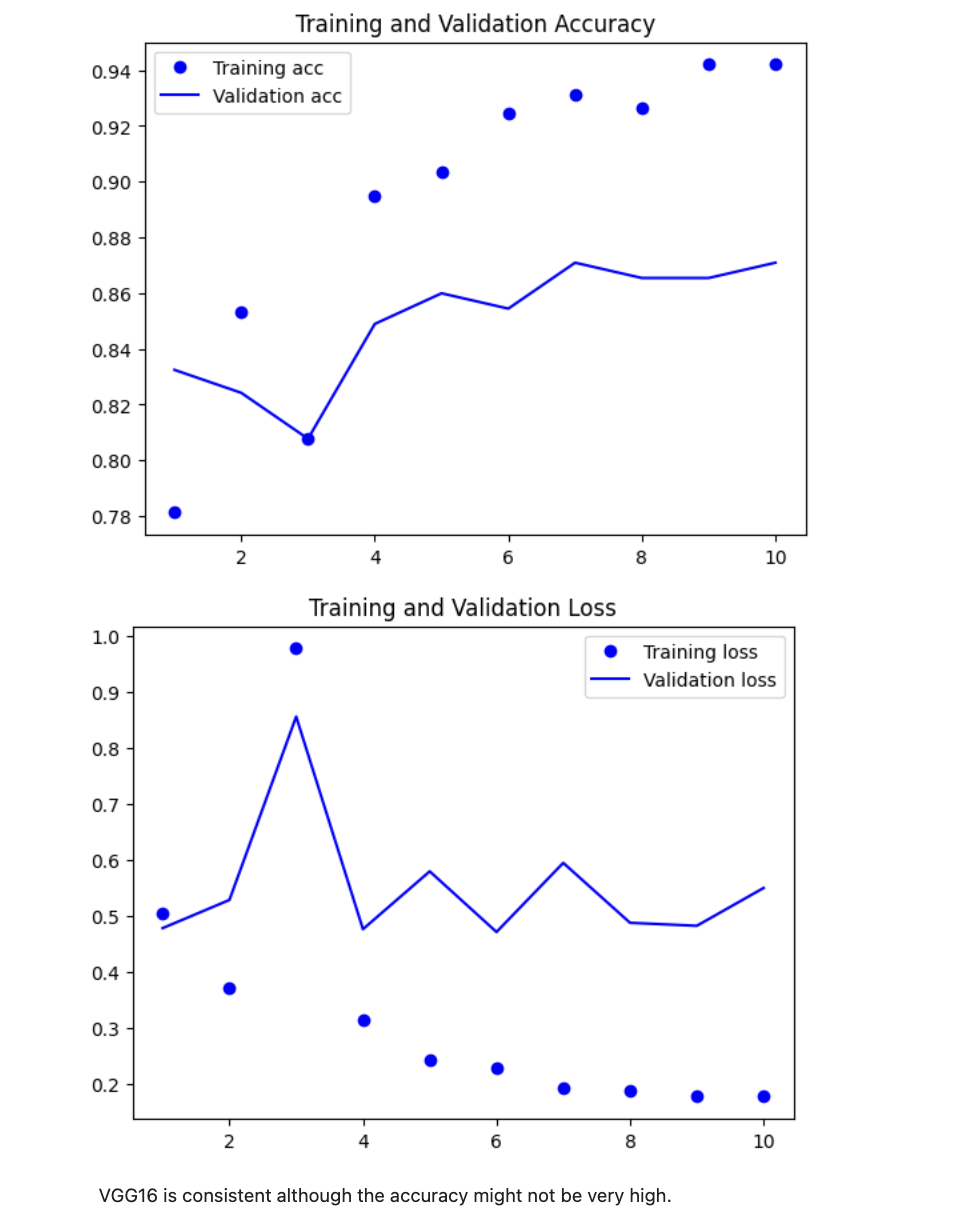 Training and Validation Accuracy
Training acc
Validation acc
0.94
0.92
0.90
0.88
0.86
0.84
0.82
0.80
0.78
2 4 6 8 10
Training and Validation Loss
Training loss
Validation loss
1.0
0.9
0.8
0.7
0.6
0.5
0.4
0.3
0.2
2 4 6 8 10
VGG16 is consistent although the accuracy might not be very high.